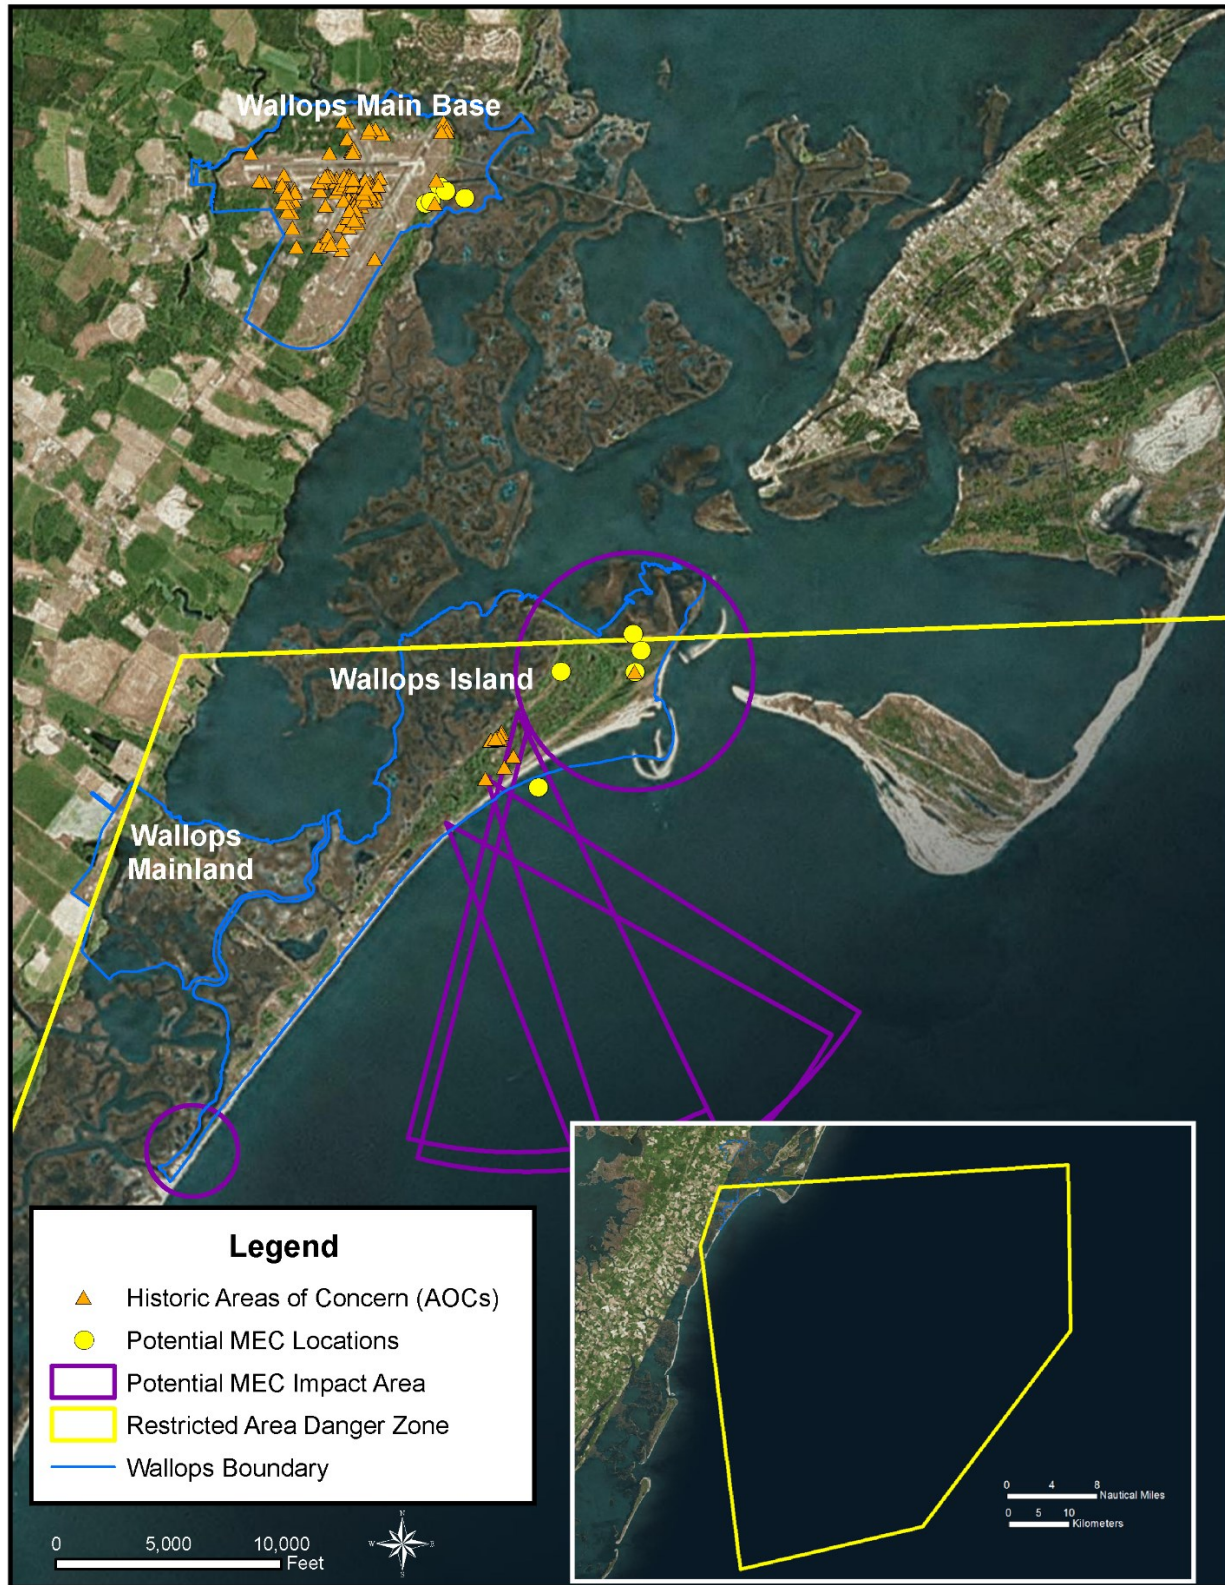 Wallops Main Base
Wallops Island
Wallops
Mainland
Legend
Historic Areas of Concern (AOCs)
Potential MEC Locations
Potential MEC Impact Area
Restricted Area Danger Zone
Wallops Boundary
0 5,000 10,000
Feet
N
W E
S
0 4 8
Nautical Miles
0 5 10
Kilometers